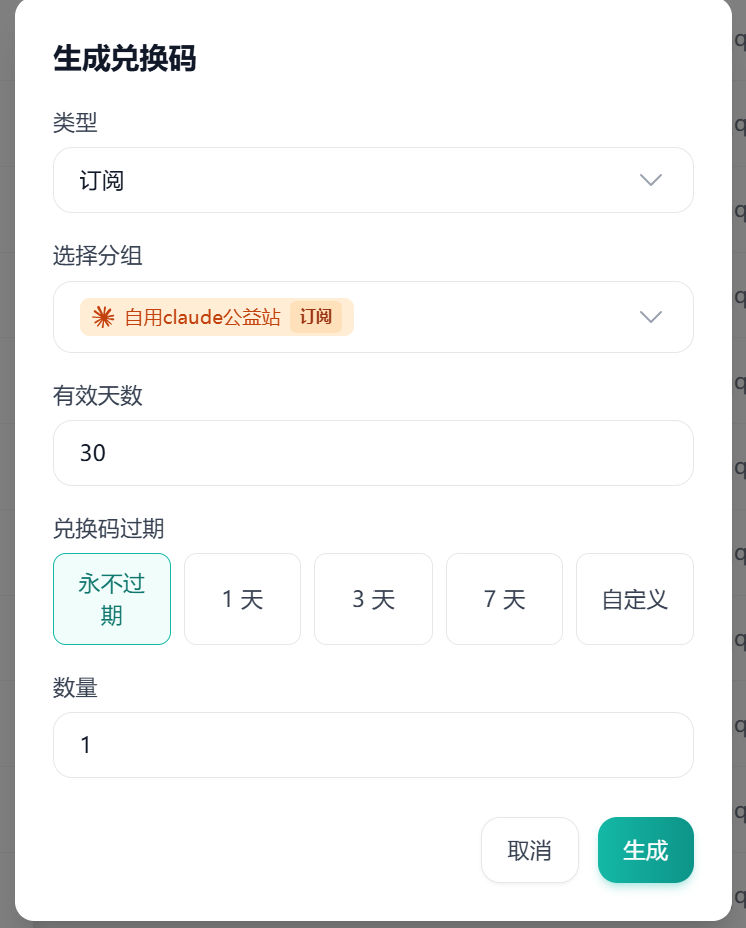 生成兑换码
类型
订阅
选择分组
自用claude公益站 订阅
有效天数
30
兑换码过期
永不过
期
1 天
3 天
7 天
自定义
数量
1
取消
生成